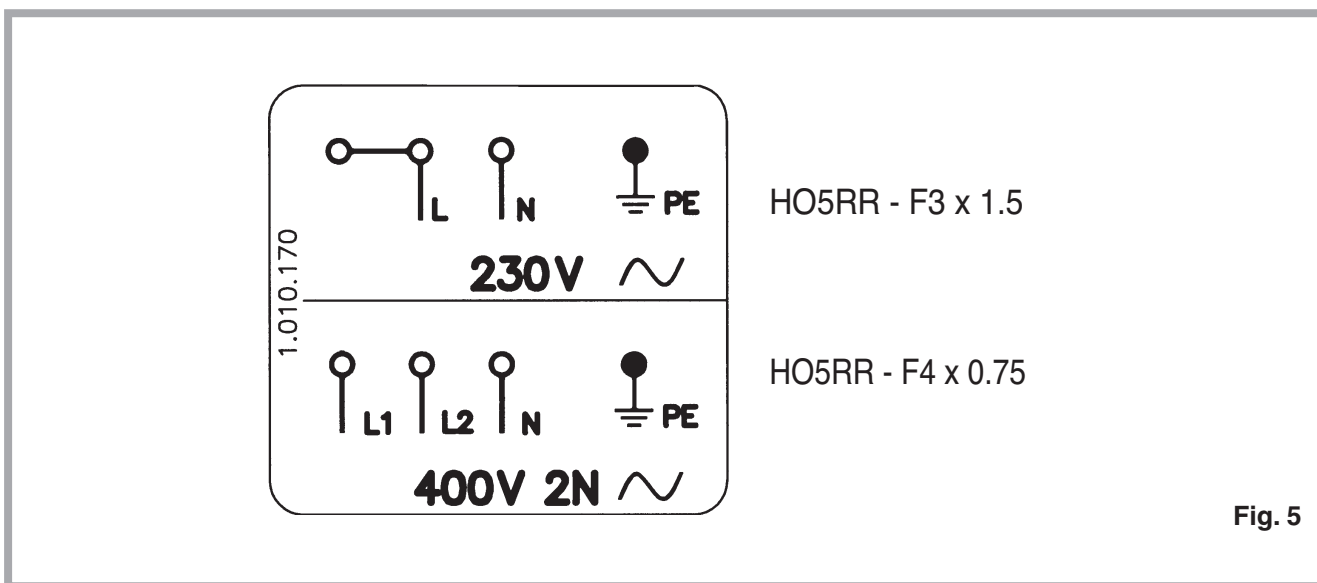 L N PE
230V
HO5RR - F3 x 1.5
1.010.170
L1 L2 N PE
400V 2N
HO5RR - F4 x 0.75
Fig. 5